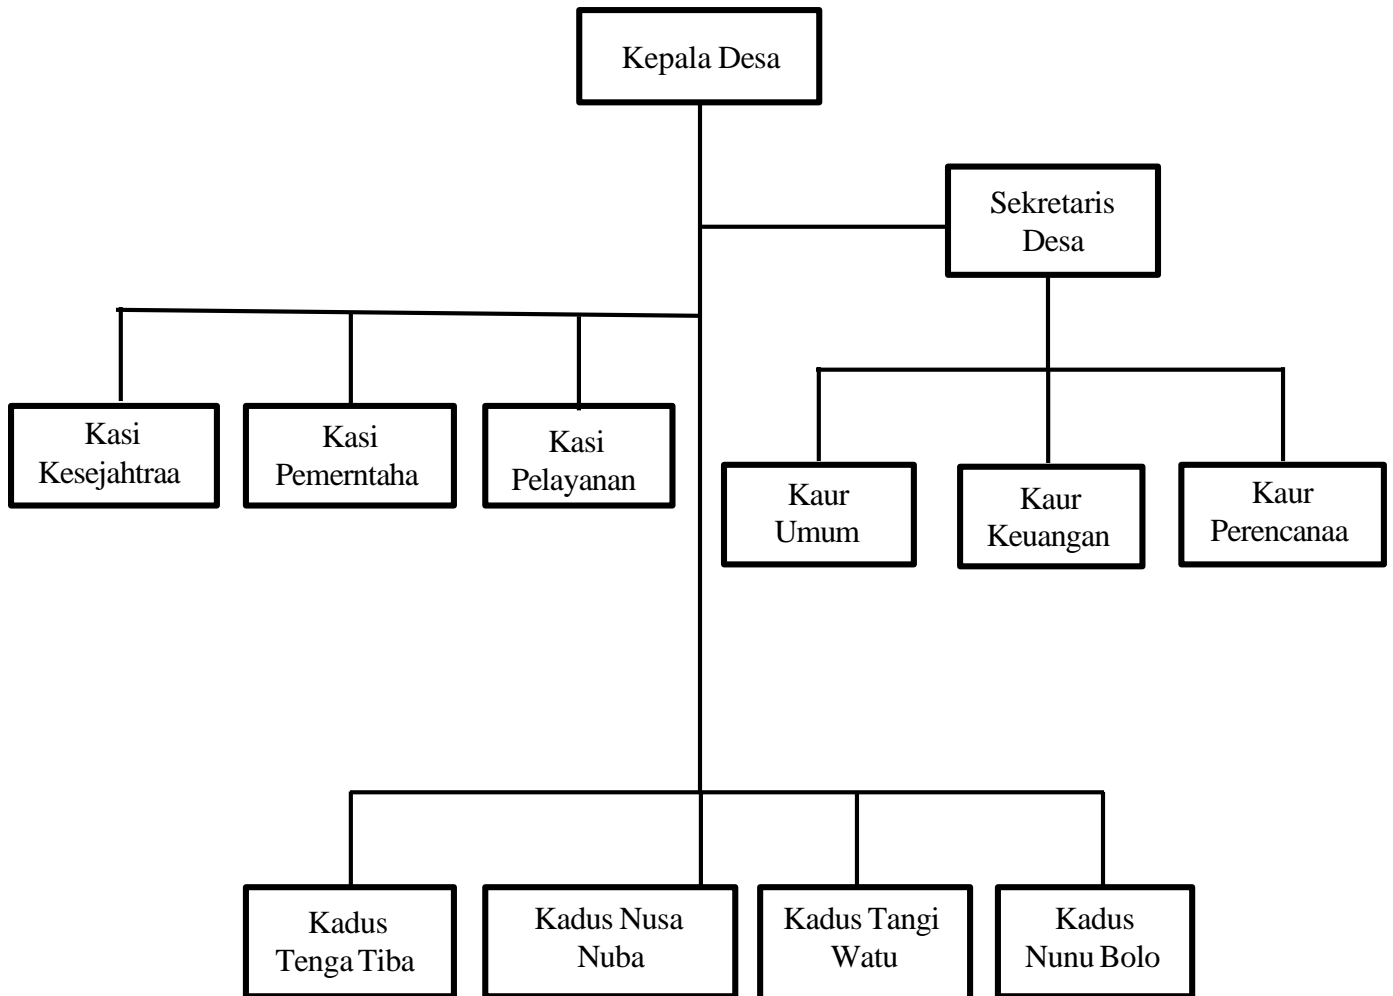 Kepala Desa
Sekretaris
Desa
Kasi
Kesejahtraa
Kasi
Pemerntaha
Kasi
Pelayanan
Kaur
Umum
Kaur
Keuangan
Kaur
Perencanaa
Kadus
Tenga Tiba
Kadus Nusa
Nuba
Kadus Tangi
Watu
Kadus
Nunu Bolo